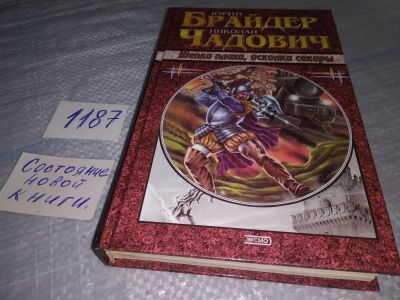 ЮРИЙ
БРАЙДЕР
НИКОЛАЙ
ЧАДОВИЧ
Щепки плахи, осколки секиры
ЭКСМО
1187
Состояние
новой
книги.